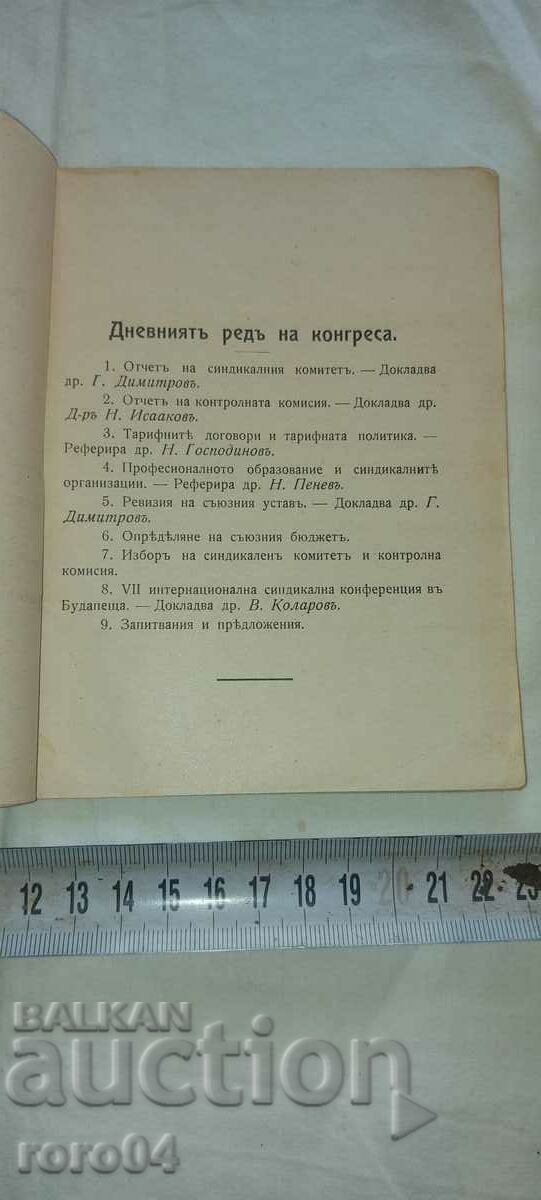 Дневниятъ редъ на конгреса.
1. Отчетъ на синдикалния комитетъ. — Докладва
др. Г. Димитровъ.
2. Отчетъ на контролната комисия. — Докладва др.
Д-ръ Н. Исааковъ.
3. Тарифнитѣ договори и тарифната политика. —
Реферира др. Н. Господиновъ.
4. Професионалното образование и синдикалнитѣ
организации. — Реферира др. Н. Пеневъ.
5. Ревизия на съюзния уставъ. — Докладва др. Г.
Димитровъ.
6. Опрѣдѣляне на съюзния бюджетъ.
7. Изборъ на синдикаленъ комитетъ и контролна
комисия.
8. VII интернационална синдикална конференция въ
Будапеща. — Докладва др. В. Коларовъ.
9. Запитвания и прѣдложения.
12 13 14 15 16 17 18 19 20 21 22 23
BALKAN
auction
roro04